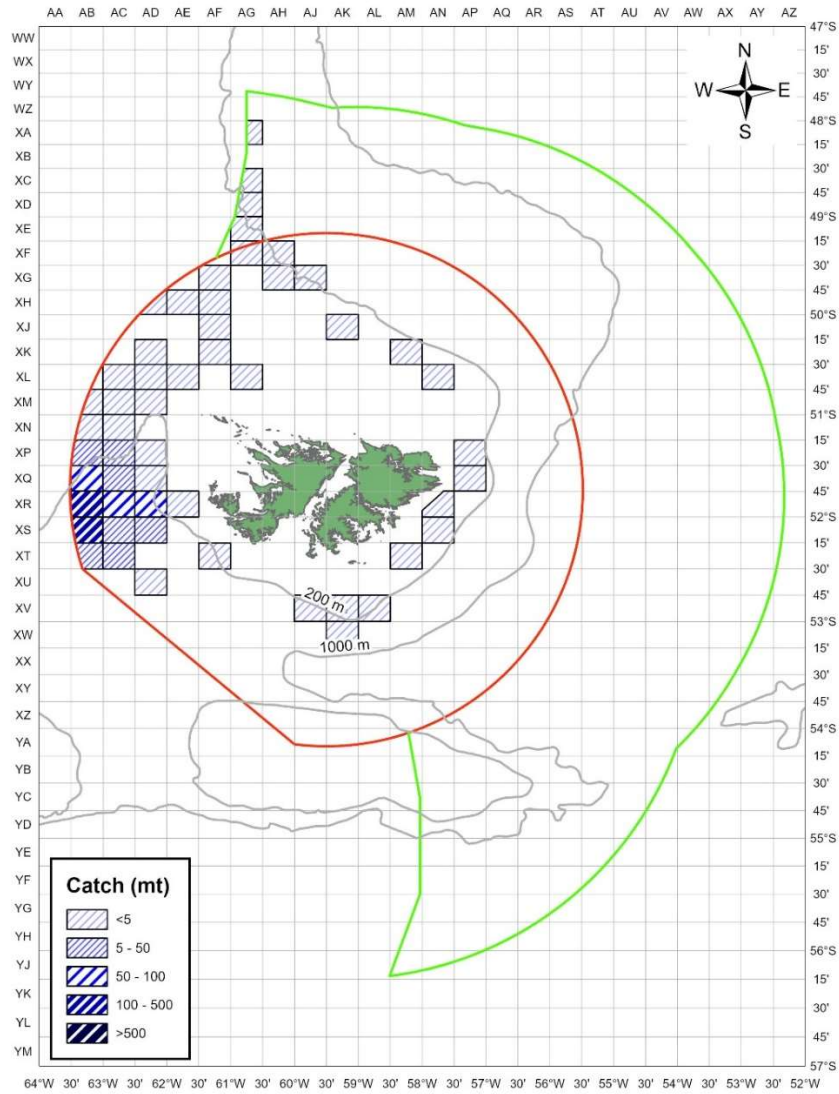 AA AB AC AD AE AF AG AH AJ AK AL AM AN AP AQ AR AS AT AU AV AW AX AY AZ
WW 47°S
WX 15'
WY 30'
WZ 45'
XA 48°S
XB 15'
XC 30'
XD 45'
XE 49°S
XF 15'
XG 30'
XH 45'
XJ 50°S
XK 15'
XL 30'
XM 45'
XN 51°S
XP 15'
XQ 30'
XR 45'
XS 52°S
XT 15'
XU 30'
XV 45'
XW 53°S
XX 15'
XY 30'
XZ 45'
YA 54°S
YB 15'
YC 30'
YD 45'
YE 55°S
YF 15'
YG 30'
YH 45'
YJ 56°S
YK 15'
YL 30'
YM 45'
57°S
N
W E
S
200 m
1000 m
Catch (mt)
<5
5 - 50
50 - 100
100 - 500
>500
64°W 30' 63°W 30' 62°W 30' 61°W 30' 60°W 30' 59°W 30' 58°W 30' 57°W 30' 56°W 30' 55°W 30' 54°W 30' 53°W 30' 52°W